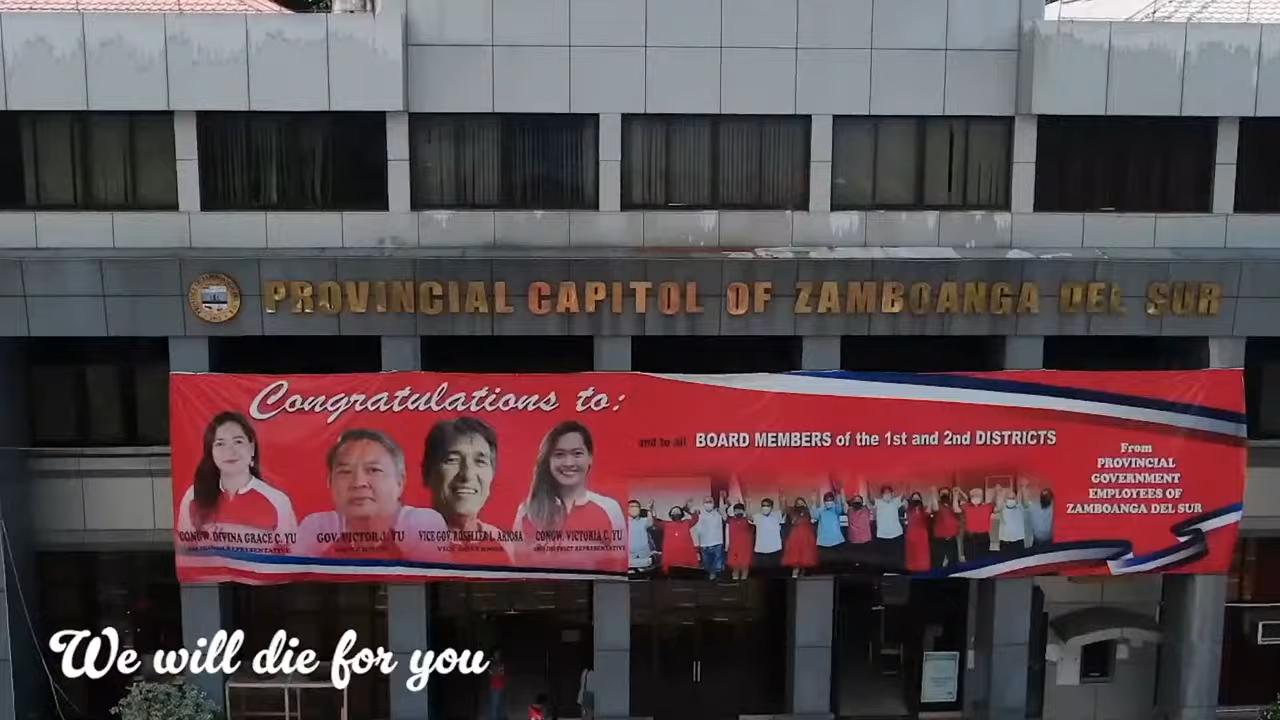 PROVINCIAL CAPITOL OF ZAMBOANGA DEL SUR
Congratulations to:
and to all BOARD MEMBERS of the 1st and 2nd DISTRICTS
From
PROVINCIAL
GOVERNMENT
EMPLOYEES OF
ZAMBOANGA DEL SUR
CONGW. DIVINA GRACE C. YU
GOV. VICTOR J. YU
VICE GOV. ROSELLER L. ARIOSA
CONGW. VICTORIA C. YU
We will die for you